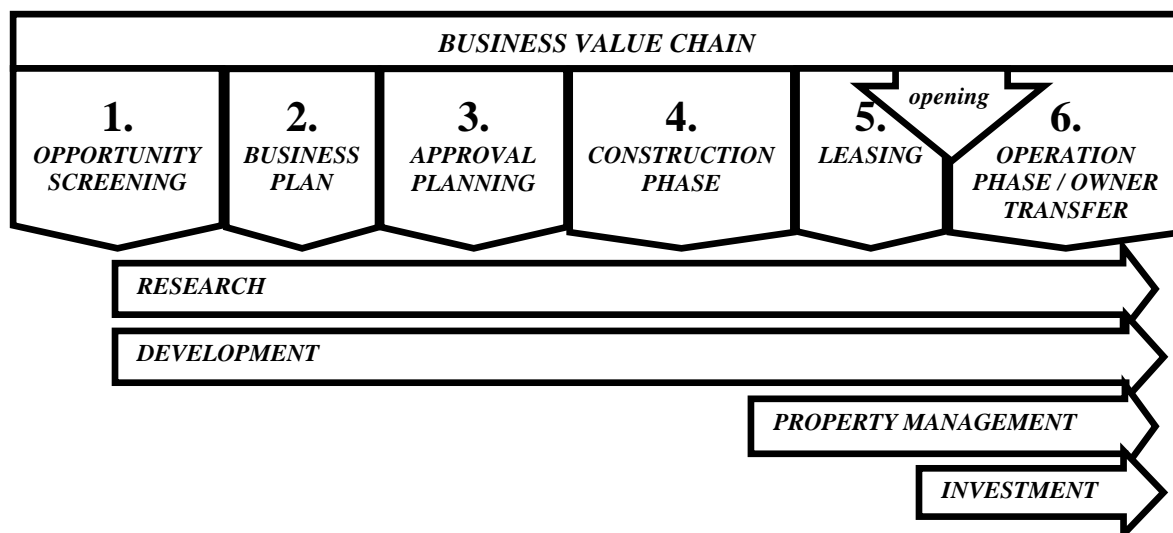 BUSINESS VALUE CHAIN
1.
OPPORTUNITY
SCREENING
2.
BUSINESS
PLAN
3.
APPROVAL
PLANNING
4.
CONSTRUCTION
PHASE
5.
LEASING
opening
6.
OPERATION
PHASE / OWNER
TRANSFER
RESEARCH
DEVELOPMENT
PROPERTY MANAGEMENT
INVESTMENT